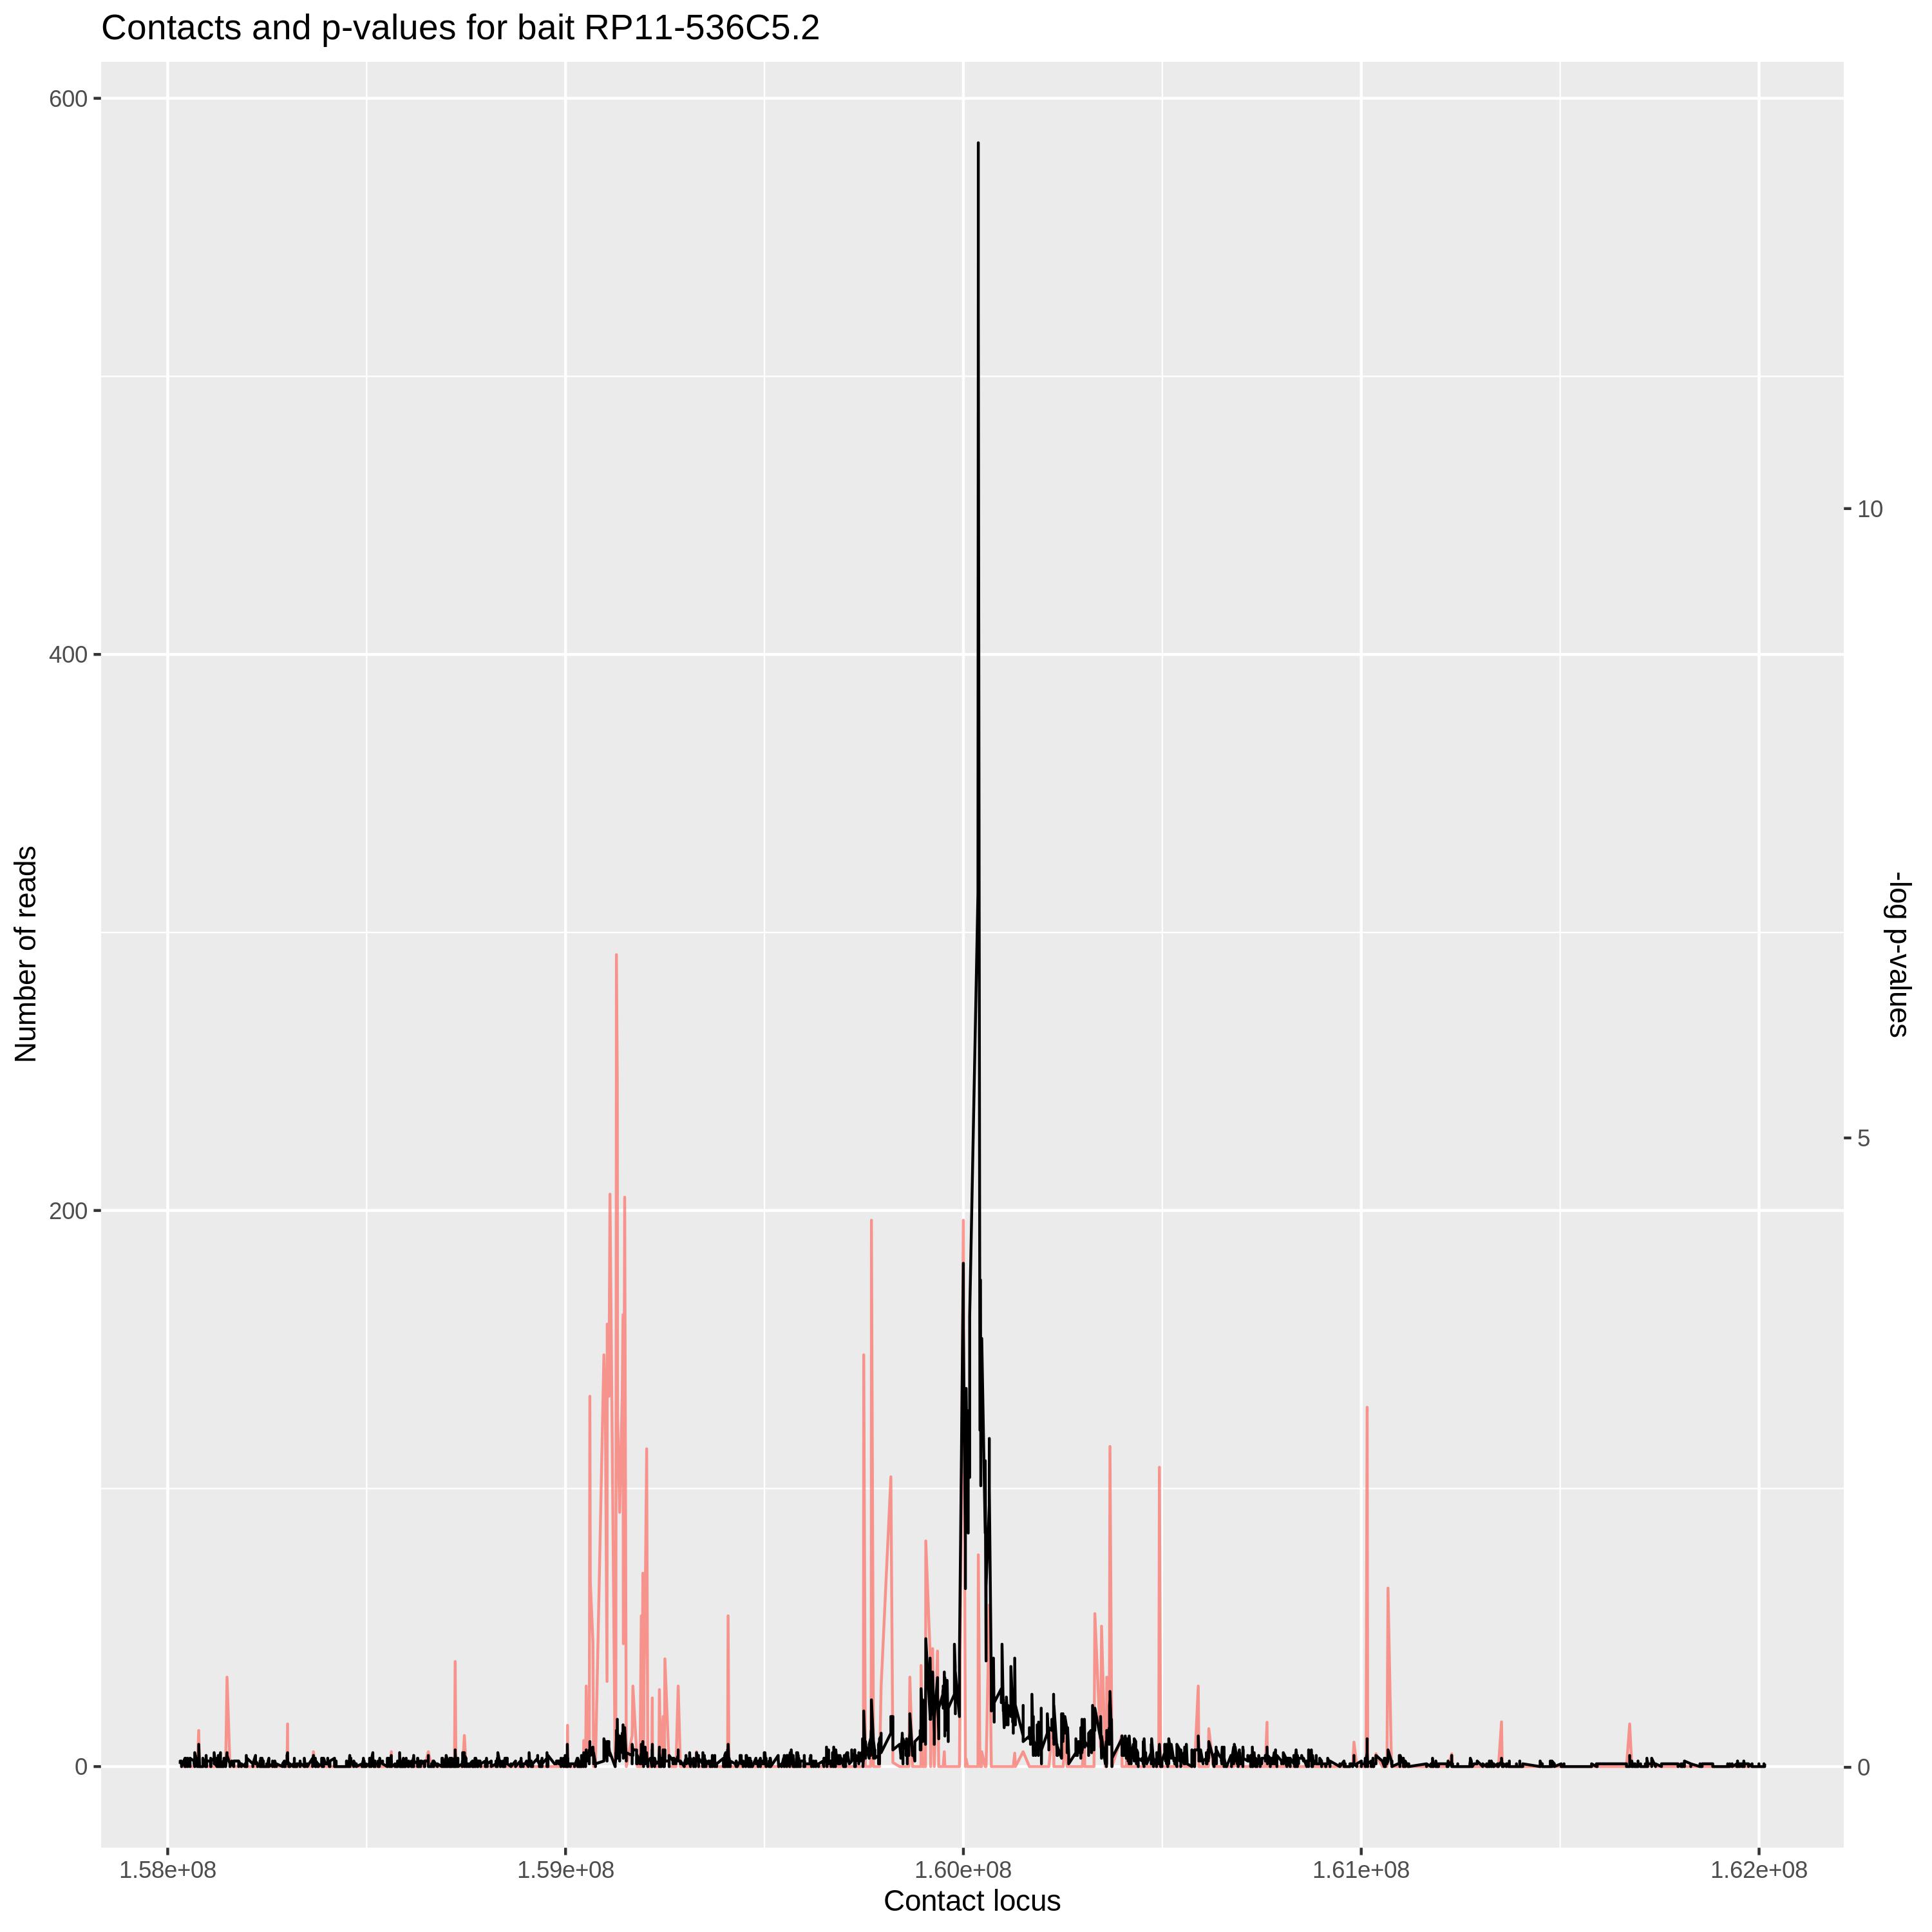 Contacts and p-values for bait RP11-536C5.2
600
400
200
0
Number of reads
10
5
0
-log p-values
1.58e+08
1.59e+08
1.60e+08
1.61e+08
1.62e+08
Contact locus